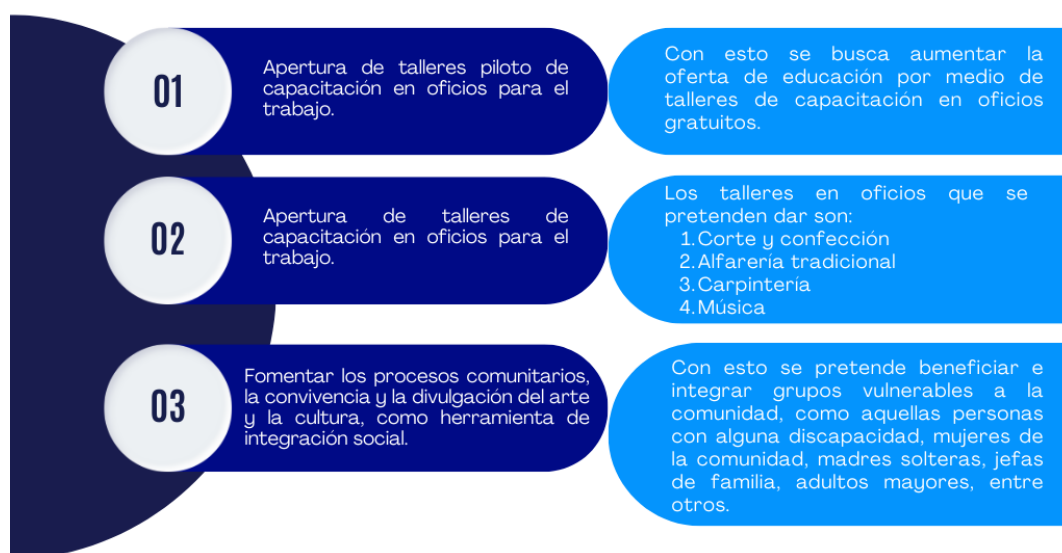 01
Apertura de talleres piloto de
capacitación en oficios para el
trabajo.
Con esto se busca aumentar la
oferta de educación por medio de
talleres de capacitación en oficios
gratuitos.
02
Apertura de talleres de
capacitación en oficios para el
trabajo.
Los talleres en oficios que se
pretenden dar son:
1. Corte y confección
2. Alfarería tradicional
3. Carpintería
4. Música
03
Fomentar los procesos comunitarios,
la convivencia y la divulgación del arte
y la cultura, como herramienta de
integración social.
Con esto se pretende beneficiar e
integrar grupos vulnerables a la
comunidad, como aquellas personas
con alguna discapacidad, mujeres de
la comunidad, madres solteras, jefas
de familia, adultos mayores, entre
otros.